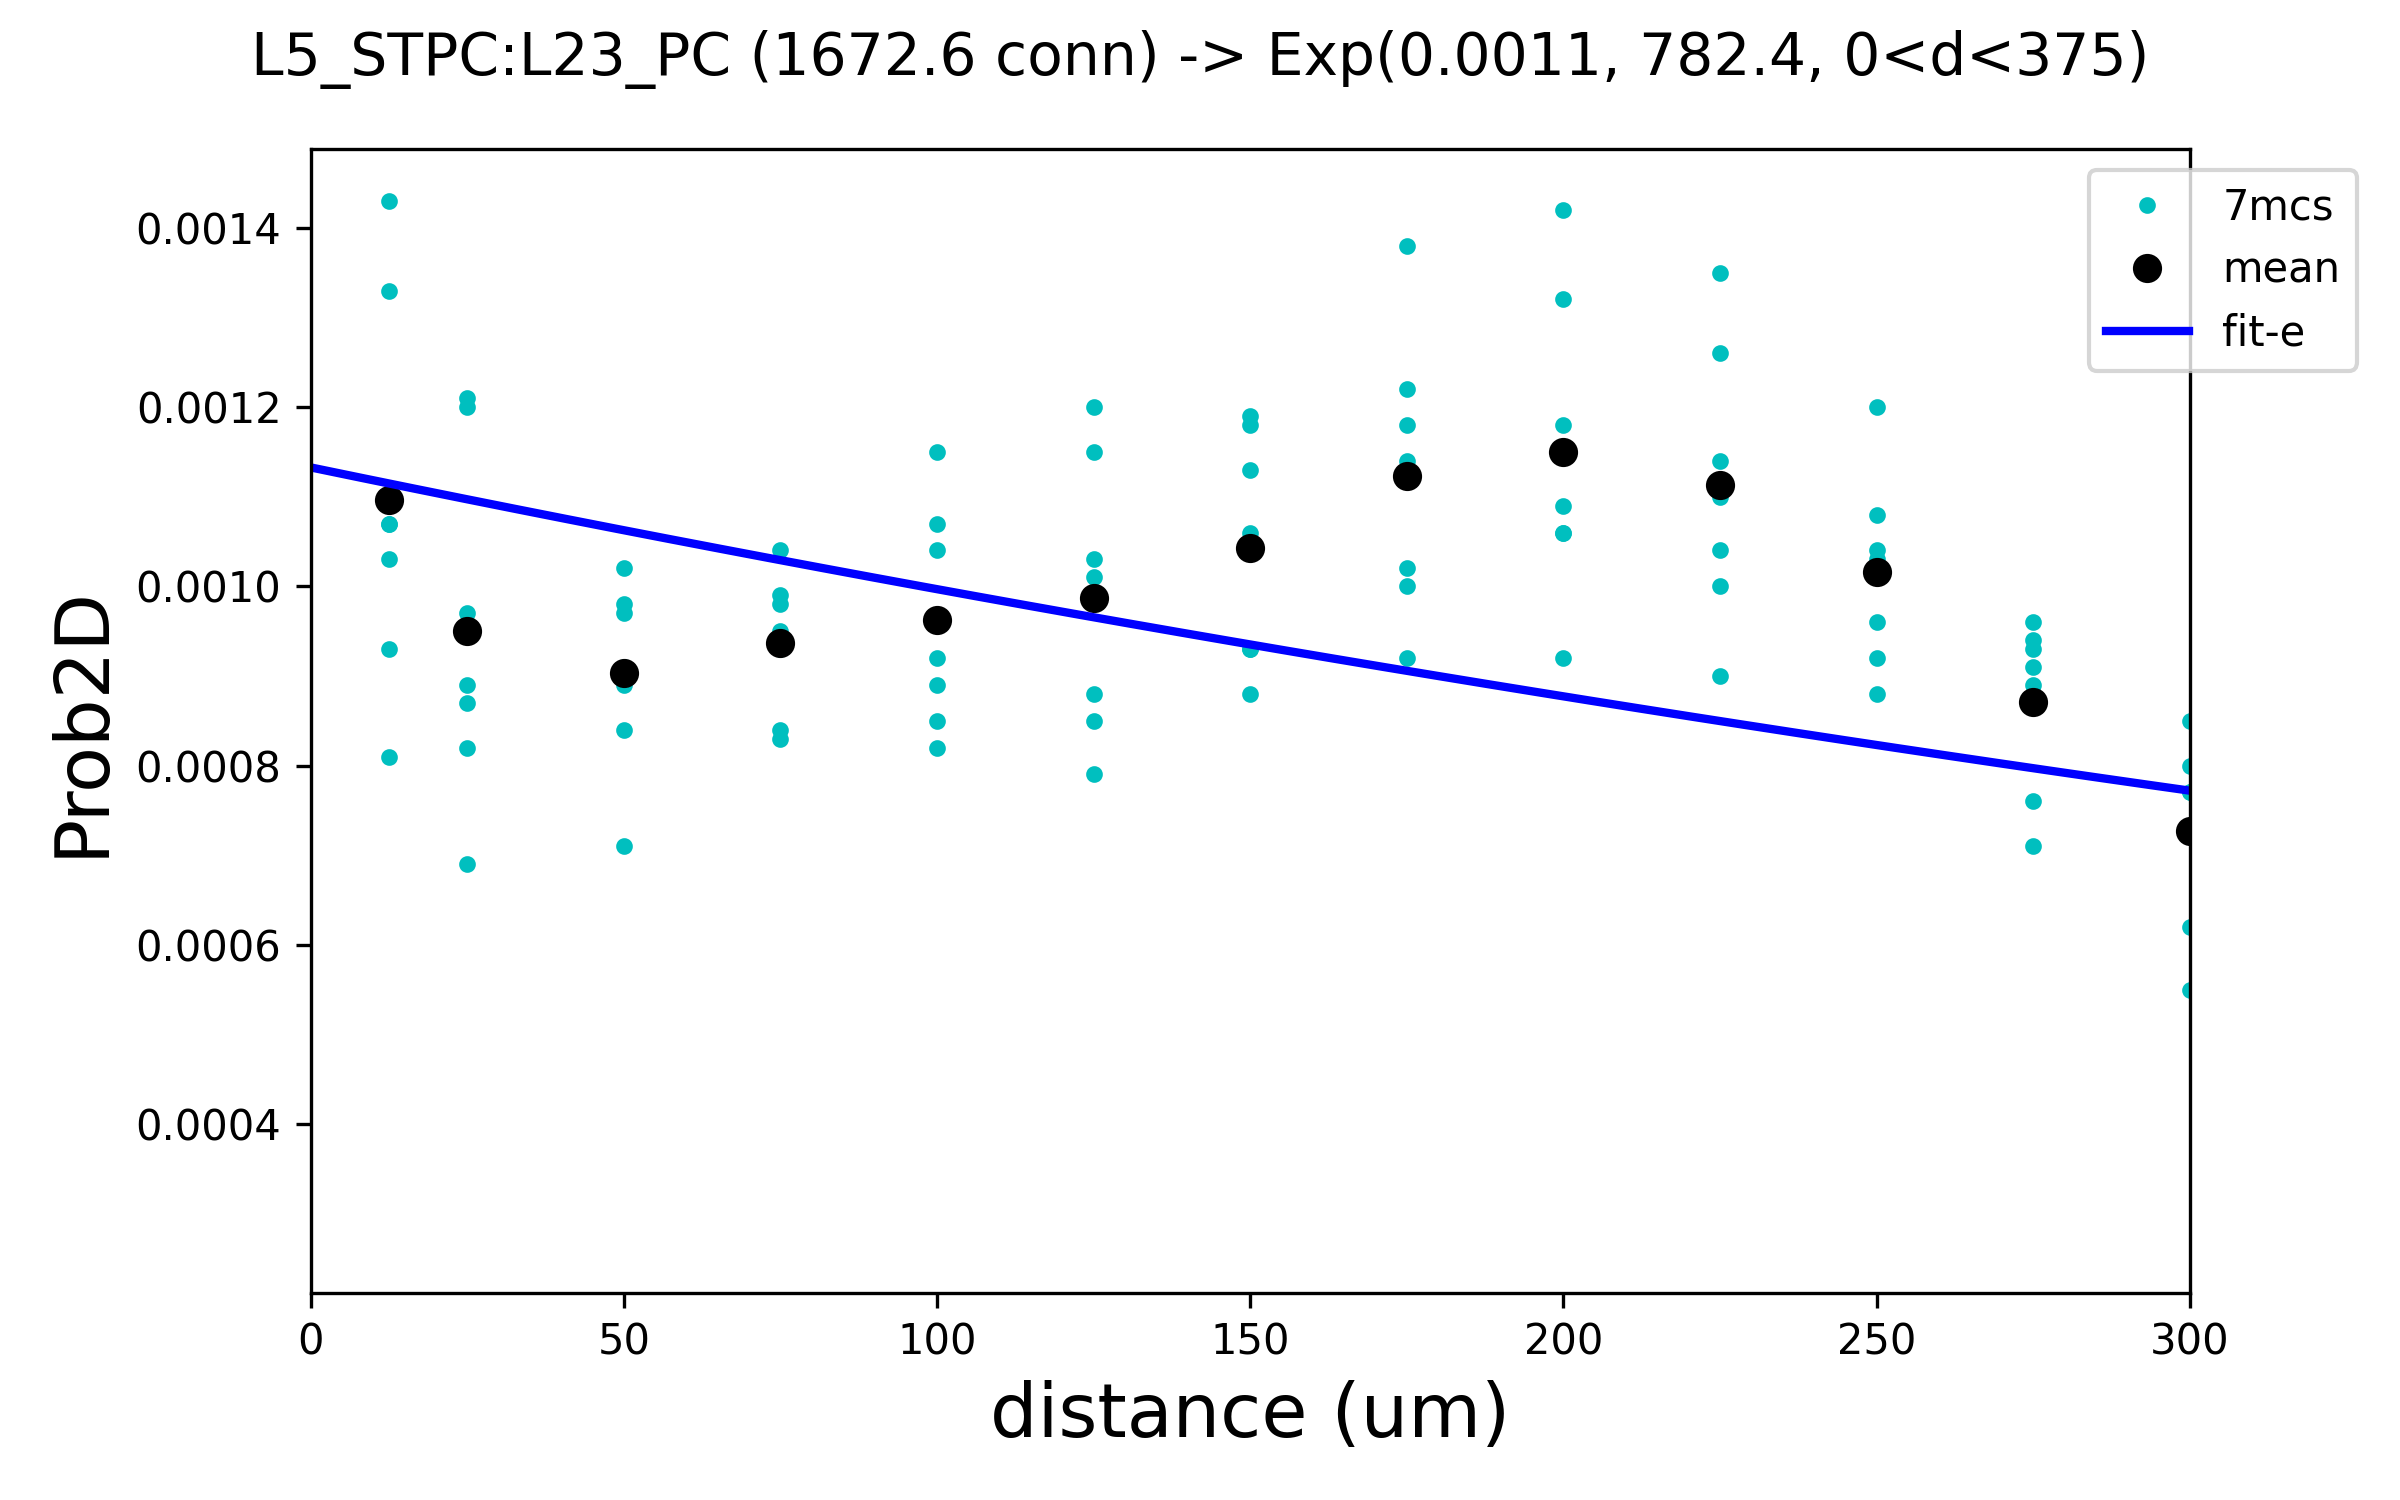 L5_STPC:L23_PC (1672.6 conn) -> Exp(0.0011, 782.4, 0<d<375)
7mcs
mean
fit-e
Prob2D
0.0014
0.0012
0.0010
0.0008
0.0006
0.0004
0 50 100 150 200 250 300
distance (um)